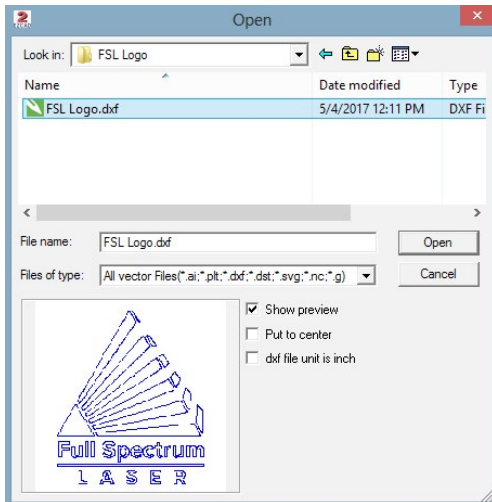 Open
Look in: FSL Logo
Name Date modified Type
FSL Logo.dxf 5/4/2017 12:11 PM DXF Fi
File name: FSL Logo.dxf Open
Files of type: All vector Files(*.ai;*.plt;*.dxf;*.dst;*.svg;*.nc;*.g) Cancel
Show preview
Put to center
dxf file unit is inch
Full Spectrum
LASER